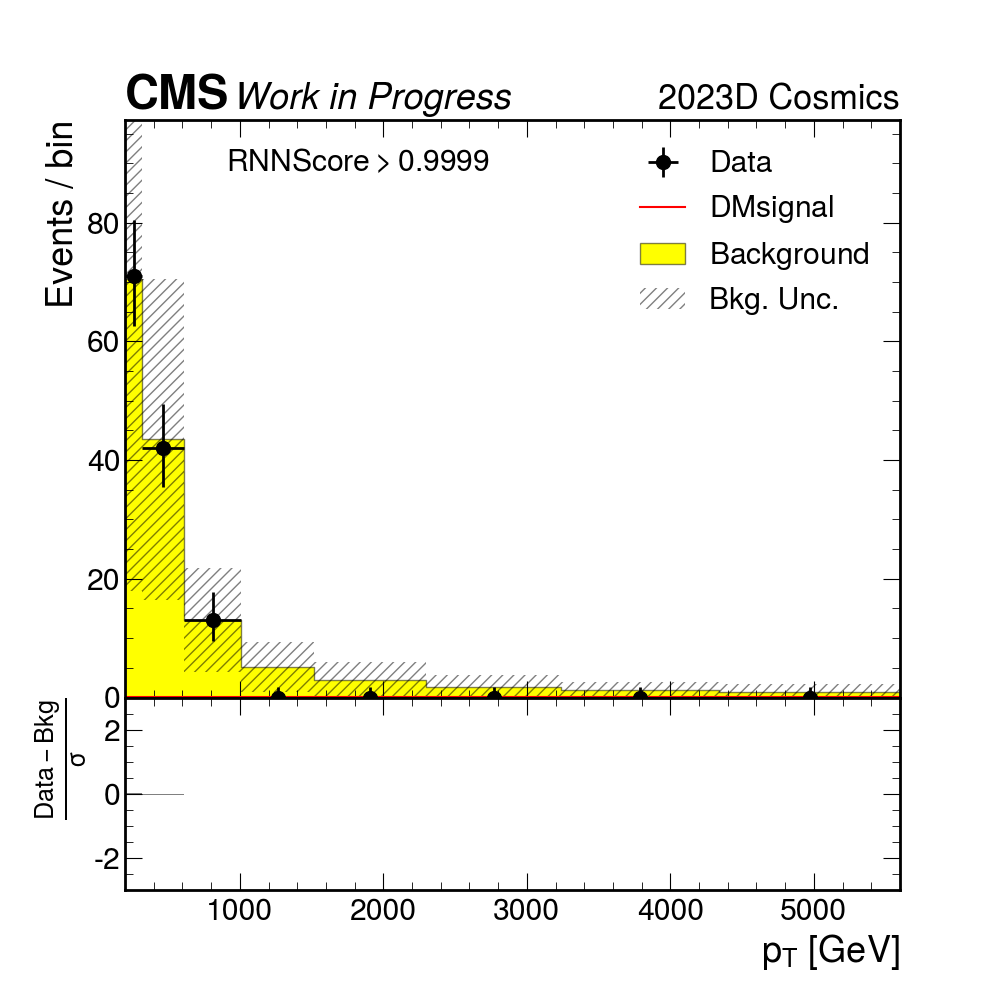 CMS Work in Progress 2023D Cosmics
RNNScore > 0.9999
Data
DMsignal
Background
Bkg. Unc.
Events / bin
80
60
40
20
0
Data – Bkg
σ
2
0
-2
1000 2000 3000 4000 5000
pT [GeV]